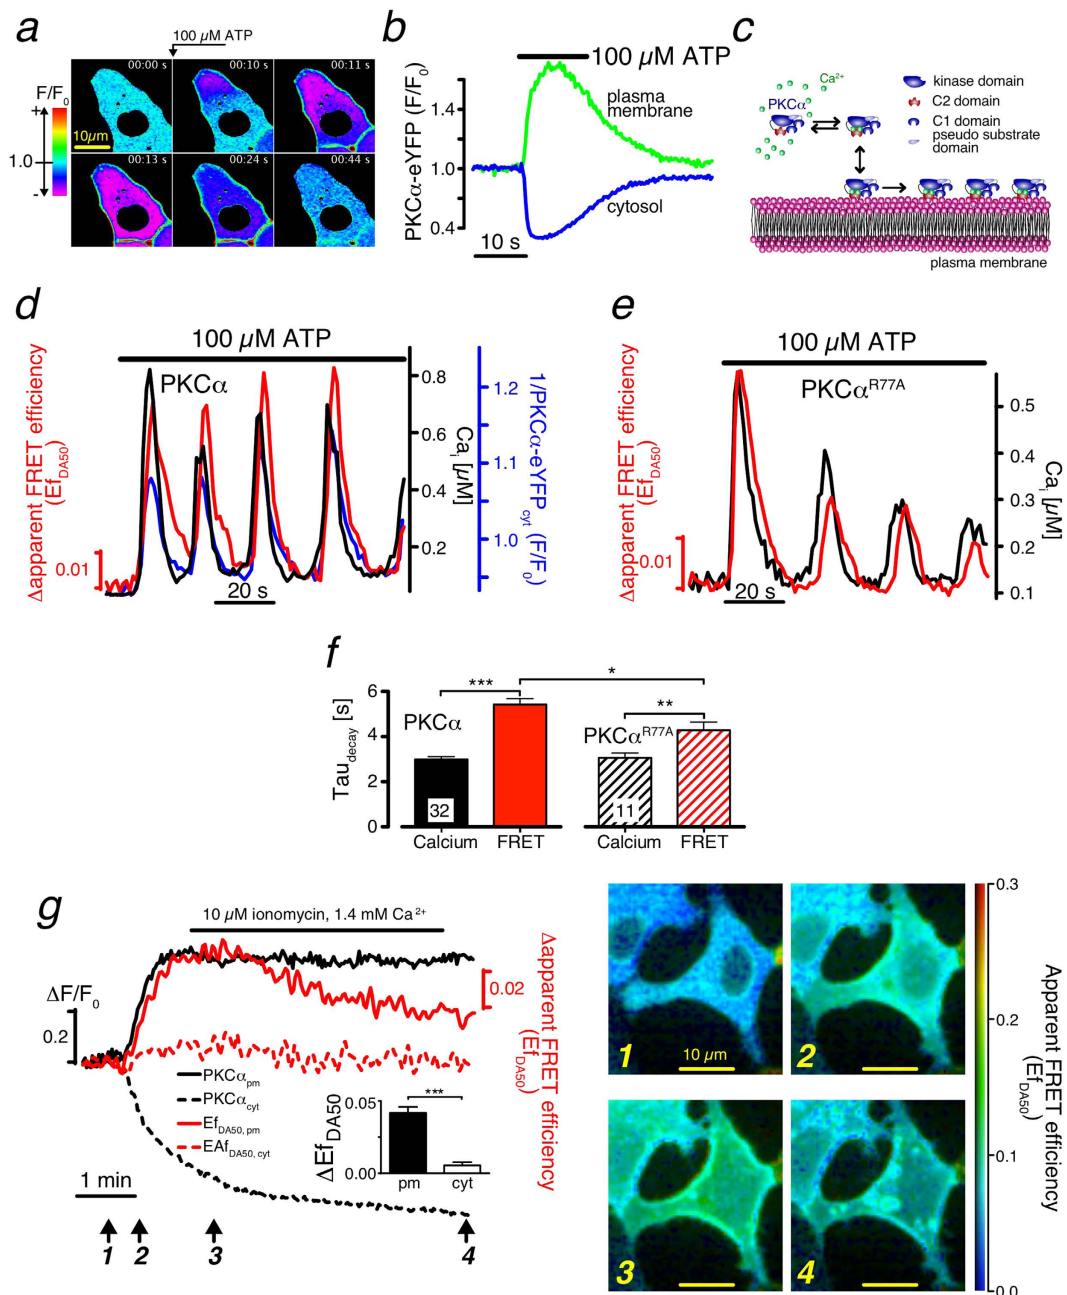 a
100 µM ATP
F/F0
+
1.0
-
10µm
00:00 s
00:10 s
00:11 s
00:13 s
00:24 s
00:44 s
b
100 µM ATP
PKCα-eYFP (F/F0)
1.4
1.0
0.4
plasma
membrane
cytosol
10 s
c
Ca2+
PKCα
kinase domain
C2 domain
C1 domain
pseudo substrate
domain
plasma membrane
d
100 µM ATP
PKCα
Δapparent FRET efficiency
(EfDA50)
0.01
20 s
0.8
0.6
0.4
0.2
Cai [µM]
1.2
1.1
1.0
1/PKCα-eYFPcyt (F/F0)
e
100 µM ATP
PKCαR77A
Δapparent FRET efficiency
(EfDA50)
0.01
20 s
0.5
0.4
0.3
0.2
0.1
Cai [µM]
f
Taudecay [s]
6
4
2
0
***
*
**
PKCα
PKCαR77A
32
11
Calcium
FRET
Calcium
FRET
g
10 µM ionomycin, 1.4 mM Ca2+
ΔF/F0
0.2
0.02
Δapparent FRET efficiency
(EfDA50)
PKCαpm
PKCαcyt
EfDA50, pm
EAfDA50, cyt
1 min
ΔEfDA50
0.05
0.00
***
pm
cyt
1
2
3
4
1
10 µm
2
3
4
0.3
0.2
0.1
0.0
Apparent FRET efficiency
(EfDA50)